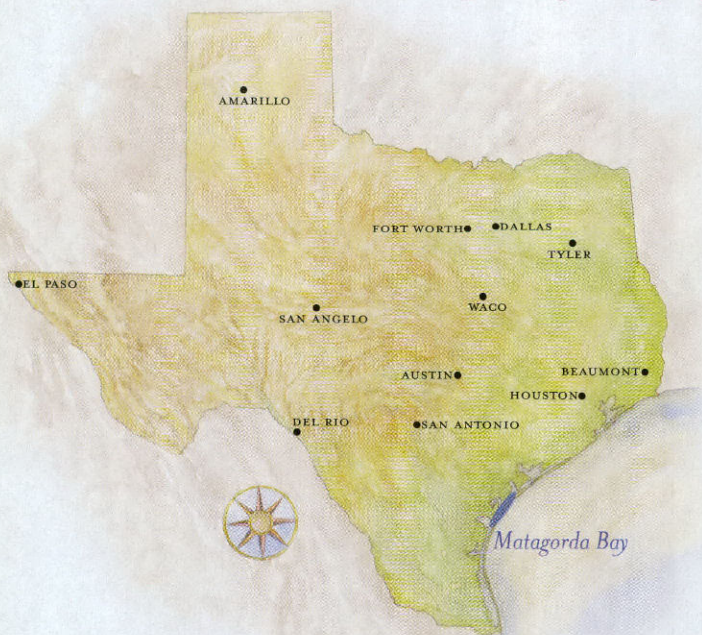 AMARILLO
FORT WORTH
DALLAS
TYLER
EL PASO
SAN ANGELO
WACO
AUSTIN
BEAUMONT
HOUSTON
DEL RIO
SAN ANTONIO
Matagorda Bay